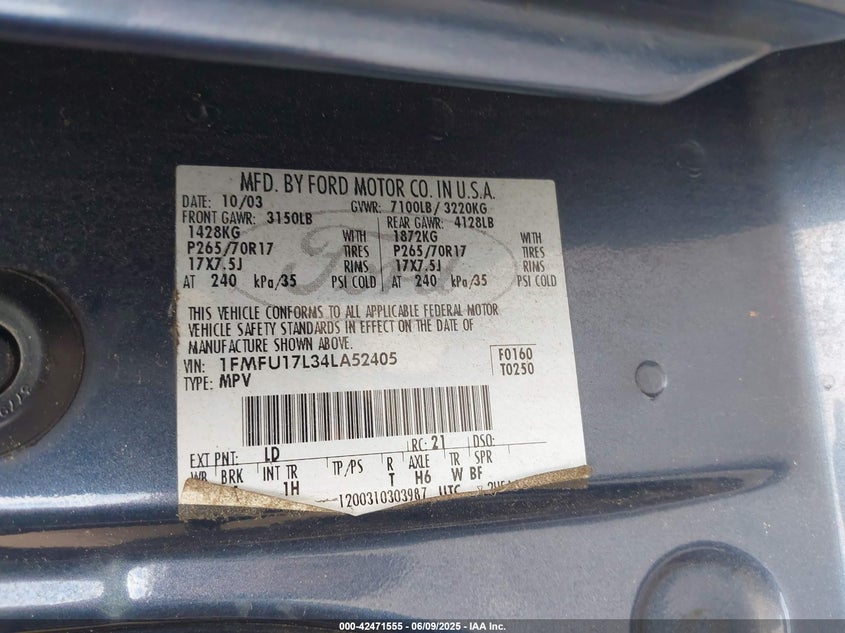 MFD. BY FORD MOTOR CO. IN U.S.A.
DATE: 10/03 GVWR: 7100LB / 3220KG
FRONT GAWR: 3150LB REAR GAWR: 4128LB
1428KG WITH 1872KG WITH
P265/70R17 TIRES P265/70R17 TIRES
17X7.5J RIMS 17X7.5J RIMS
AT 240 kPa/35 PSI COLD AT 240 kPa/35 PSI COLD
Ford
THIS VEHICLE CONFORMS TO ALL APPLICABLE FEDERAL MOTOR
VEHICLE SAFETY STANDARDS IN EFFECT ON THE DATE OF
MANUFACTURE SHOWN ABOVE.
VIN: 1FMFU17L34LA52405 F0160
TYPE: MPV T0250
EXT PNT: LD RC: 21 DSO:
WB BRK INT TR TP/PS R AXLE TR SPR
1H T H6 W BF
1200310303987 UTC
000-42471555 - 06/09/2025 - IAA Inc.